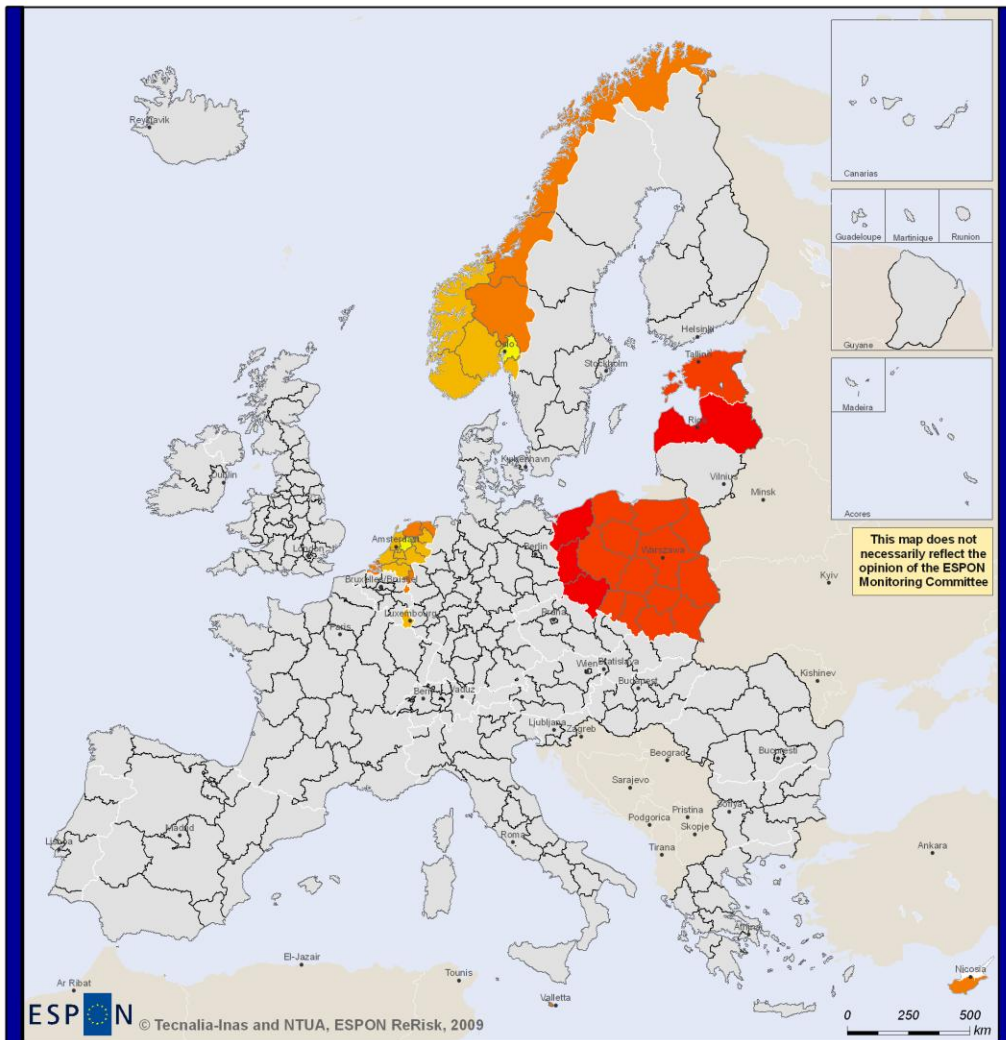 Reykjavik
Canarias
Guadeloupe
Martinique
Riunion
Guyane
Madeira
Acores
This map does not
necessarily reflect the
opinion of the ESPON
Monitoring Committee
Oslo
Helsinki
Tallinn
Stockholm
Vilnius
Minsk
Dublin
København
London
Amsterdam
Berlin
Warszawa
Bruxelles/Brussel
Kyiv
Luxembourg
Praha
Paris
Wien
Bratislava
Kishinev
Budapest
Bern
Vaduz
Ljubljana
Zagreb
Beograd
Bucuresti
Sarajevo
Pristina
Sofiya
Podgorica
Skopje
Madrid
Roma
Tirana
Ankara
Lisboa
El-Jazair
Tounis
Nicosia
Ar Ribat
Valletta
ESPON
© Tecnalia-Inas and NTUA, ESPON ReRisk, 2009
0 250 500
km